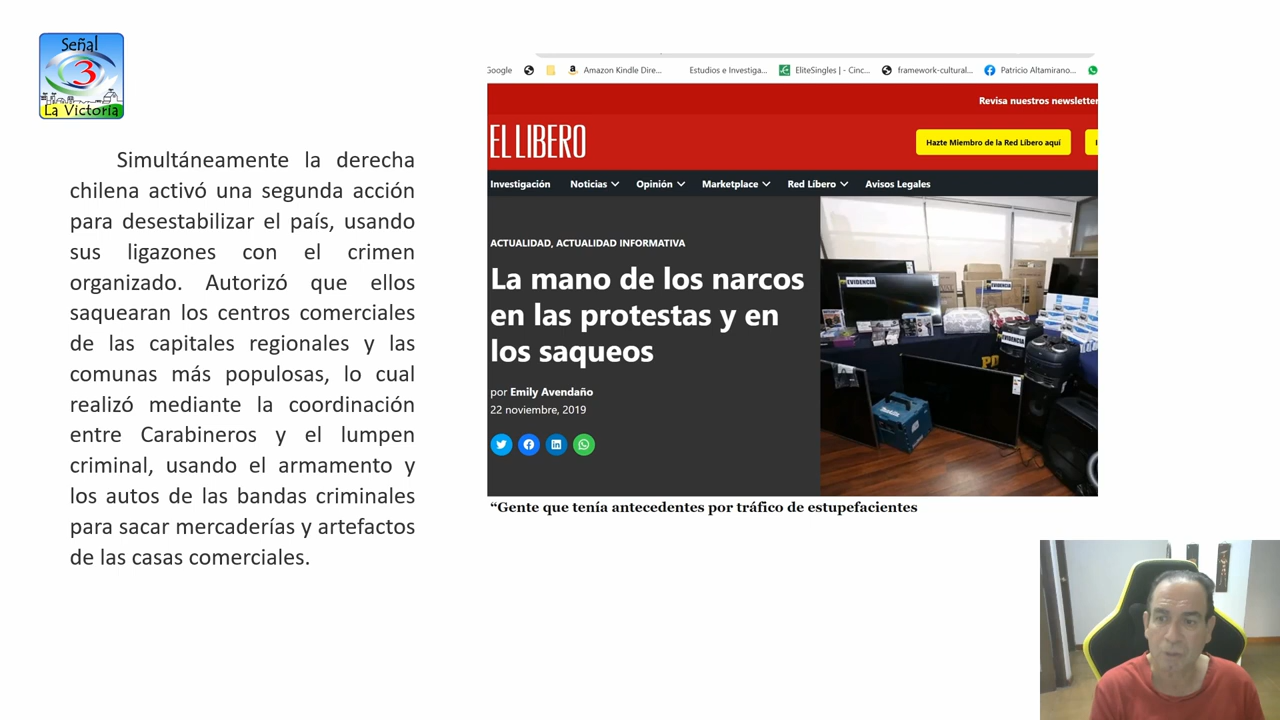 Señal
3
La Victoria
Simultáneamente la derecha
chilena activó una segunda acción
para desestabilizar el país, usando
sus ligazones con el crimen
organizado. Autorizó que ellos
saquearan los centros comerciales
de las capitales regionales y las
comunas más populosas, lo cual
realizó mediante la coordinación
entre Carabineros y el lumpen
criminal, usando el armamento y
los autos de las bandas criminales
para sacar mercaderías y artefactos
de las casas comerciales.
Google Amazon Kindle Dire... Estudios e Investiga... EliteSingles | - Cinc... framework-cultural... Patricio Altamirano...
Revisa nuestros newsletter
EL LIBERO
Hazte Miembro de la Red Líbero aquí
Investigación Noticias Opinión Marketplace Red Líbero Avisos Legales
ACTUALIDAD, ACTUALIDAD INFORMATIVA
La mano de los narcos
en las protestas y en
los saqueos
por Emily Avendaño
22 noviembre, 2019
EVIDENCIA
EVIDENCIA
EVIDENCIA
PD
“Gente que tenía antecedentes por tráfico de estupefacientes